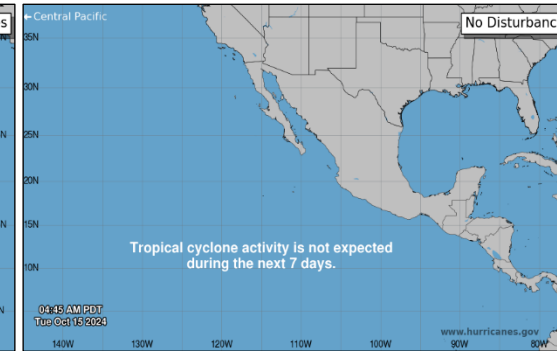 s
← Central Pacific
No Disturbanc
35N
N
30N
25N
N
20N
15N
N
Tropical cyclone activity is not expected
during the next 7 days.
10N
N
04:45 AM PDT
Tue Oct 15 2024
www.hurricanes.gov
140W 130W 120W 110W 100W 90W 80W